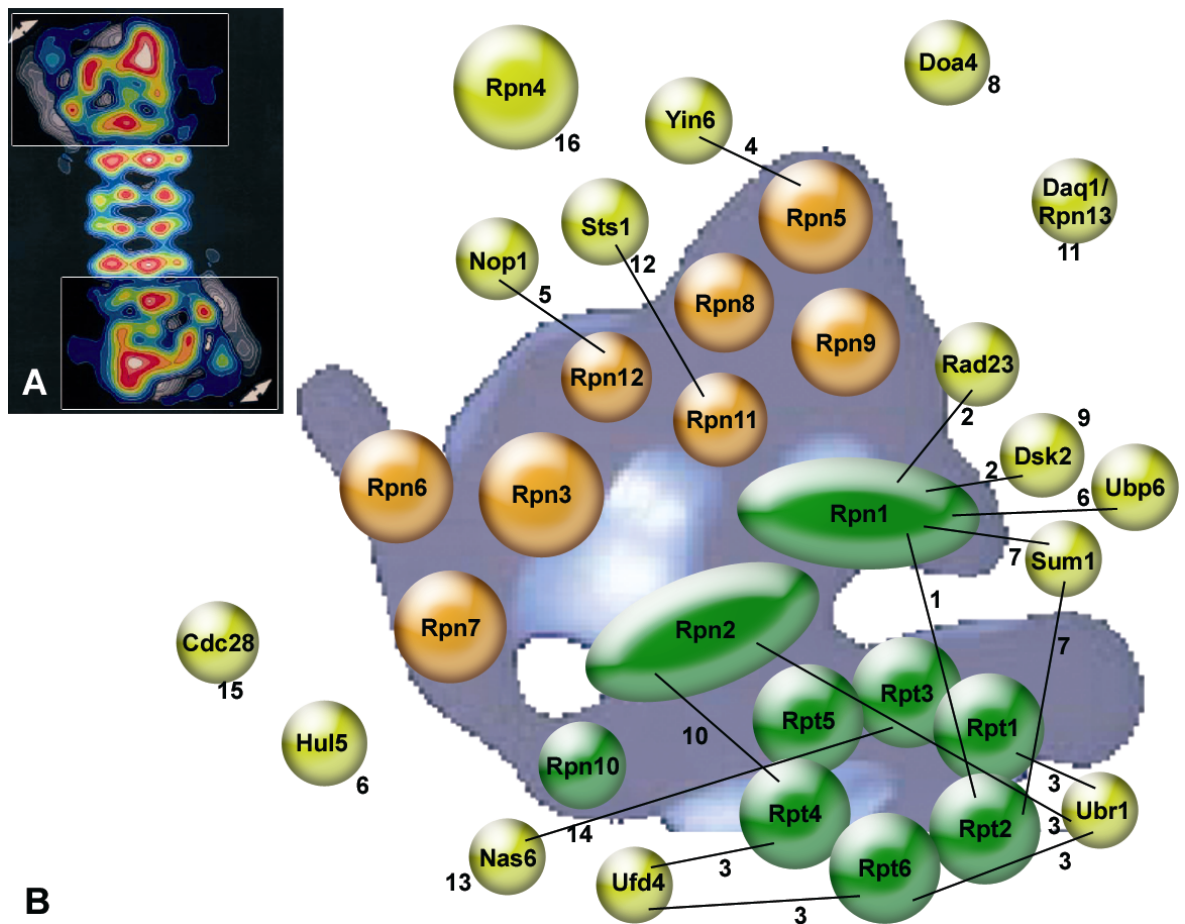 Rpn4
16
Yin6
4
Doa4
8
Daq1/
Rpn13
11
Sts1
12
Nop1
5
Rpn5
Rpn8
Rpn9
Rpn12
Rpn11
Rad23
2
A
Dsk2
9
2
Ubp6
6
Rpn6
Rpn3
Rpn1
7
Sum1
1
7
Rpn7
Rpn2
Cdc28
15
Rpt3
Rpt5
Rpt1
10
Hul5
6
Rpn10
3
Rpt4
Rpt2
3
Ubr1
14
3
Nas6
13
Ufd4
3
Rpt6
3
B